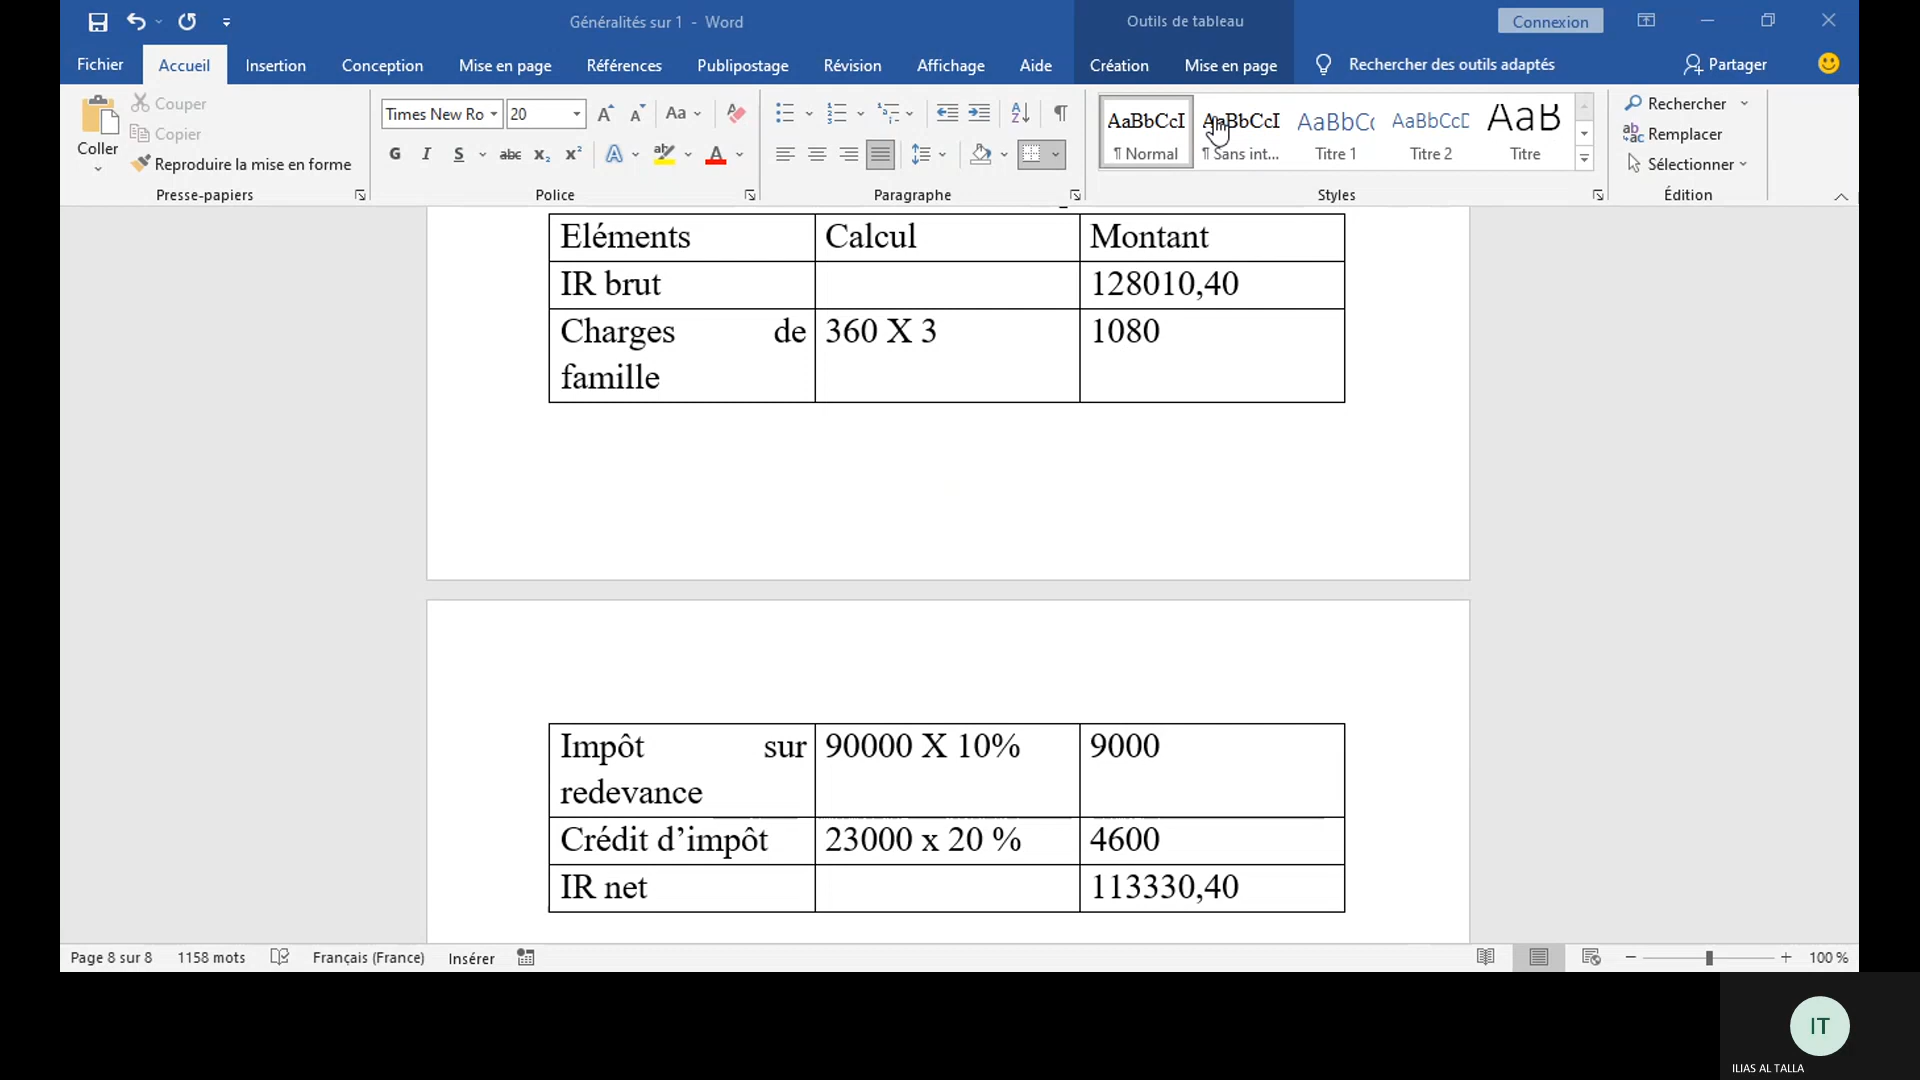 Généralités sur 1 - Word
Outils de tableau
Connexion
Fichier
Accueil
Insertion
Conception
Mise en page
Références
Publipostage
Révision
Affichage
Aide
Création
Mise en page
Rechercher des outils adaptés
Partager
Coller
Couper
Copier
Reproduire la mise en forme
Presse-papiers
Times New Ro
20
Aa
G I S abc x₂ x² A A
Police
Paragraphe
AaBbCcI
¶ Normal
AaBbCcI
¶ Sans int...
AaBbC
Titre 1
AaBbCcD
Titre 2
AaB
Titre
Styles
Rechercher
Remplacer
Sélectionner
Édition
Eléments Calcul Montant
IR brut 128010,40
Charges de 360 X 3 1080
famille
Impôt sur 90000 X 10% 9000
redevance
Crédit d’impôt 23000 x 20 % 4600
IR net 113330,40
Page 8 sur 8 1158 mots Français (France) Insérer 100 %
IT
ILIAS AL TALLA